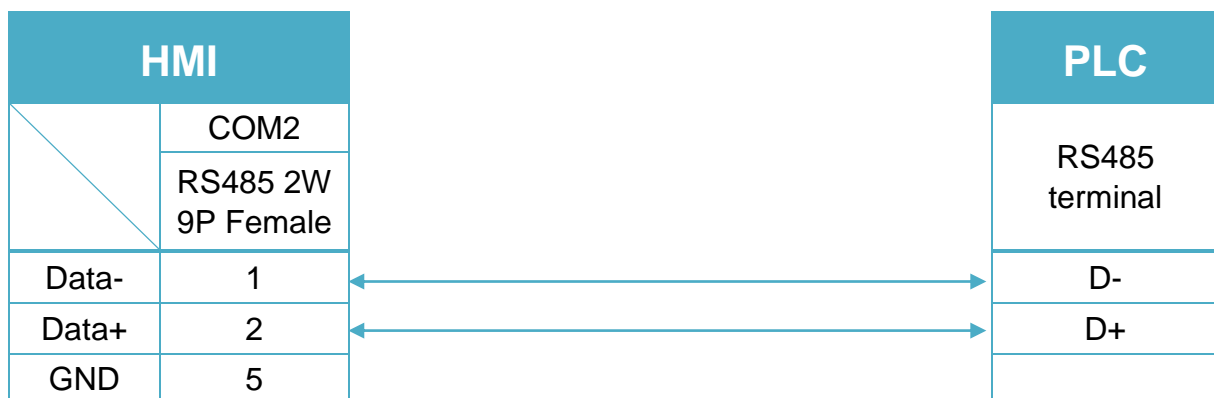 HMI
PLC
COM2
RS485 2W
9P Female
RS485
terminal
Data-
1
D-
Data+
2
D+
GND
5